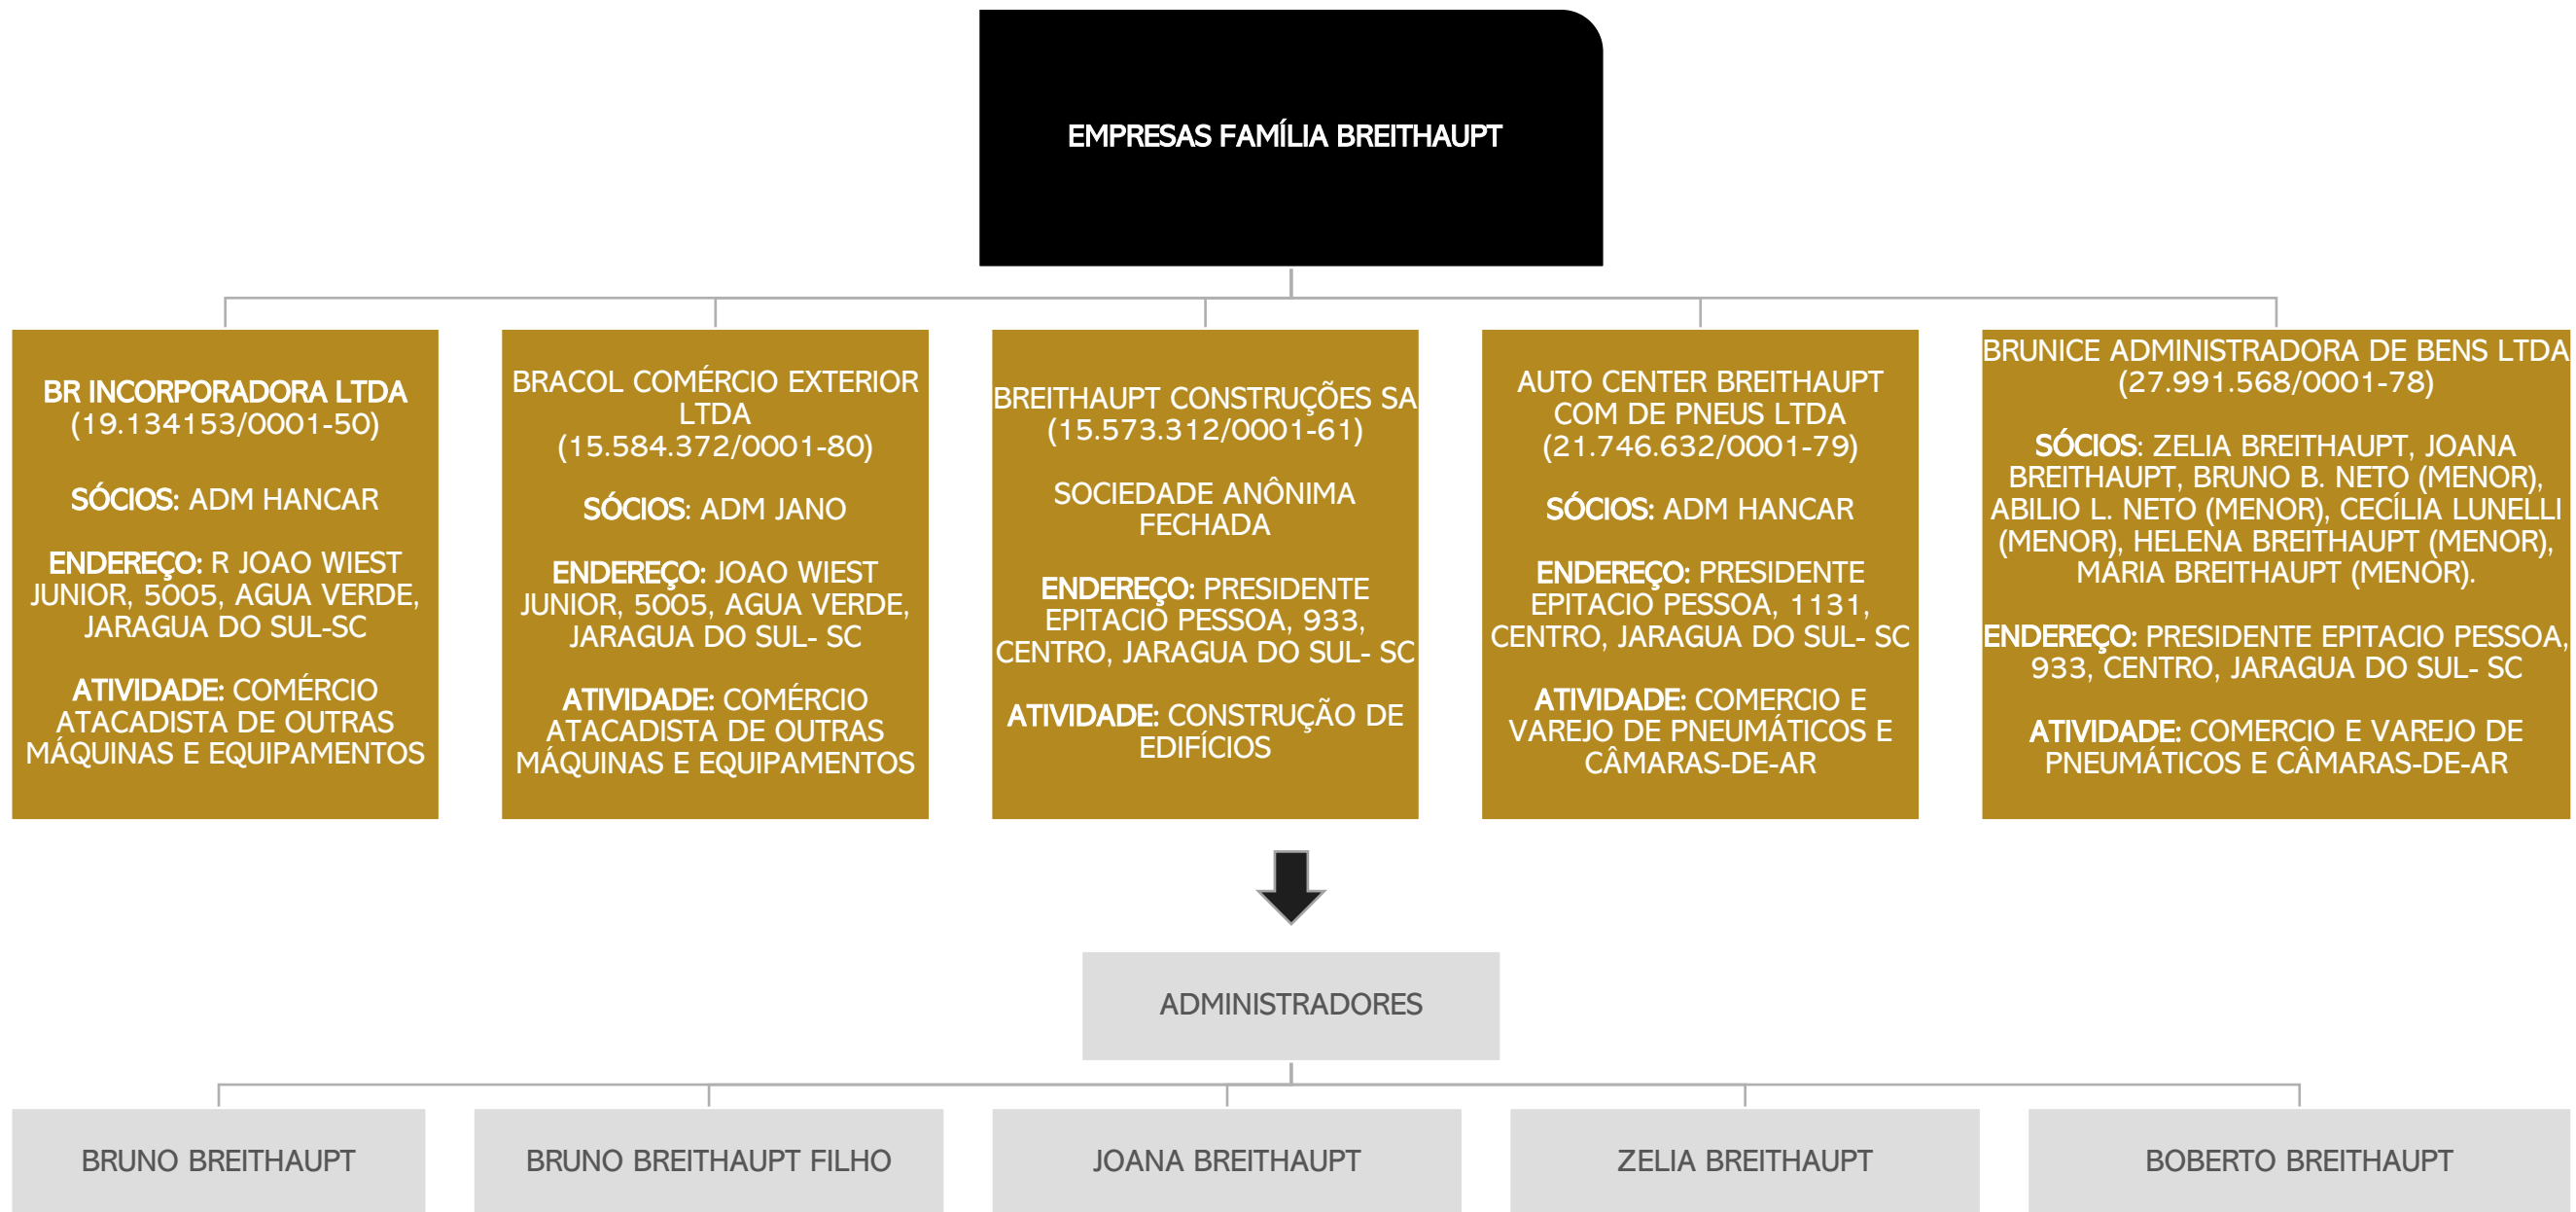 EMPRESAS FAMÍLIA BREITHAUPT
BR INCORPORADORA LTDA
(19.134153/0001-50)
SÓCIOS: ADM HANCAR
ENDEREÇO: R JOAO WIEST
JUNIOR, 5005, AGUA VERDE,
JARAGUA DO SUL-SC
ATIVIDADE: COMÉRCIO
ATACADISTA DE OUTRAS
MÁQUINAS E EQUIPAMENTOS
BRACOL COMÉRCIO EXTERIOR
LTDA
(15.584.372/0001-80)
SÓCIOS: ADM JANO
ENDEREÇO: JOAO WIEST
JUNIOR, 5005, AGUA VERDE,
JARAGUA DO SUL- SC
ATIVIDADE: COMÉRCIO
ATACADISTA DE OUTRAS
MÁQUINAS E EQUIPAMENTOS
BREITHAUPT CONSTRUÇÕES SA
(15.573.312/0001-61)
SOCIEDADE ANÔNIMA
FECHADA
ENDEREÇO: PRESIDENTE
EPITACIO PESSOA, 933,
CENTRO, JARAGUA DO SUL- SC
ATIVIDADE: CONSTRUÇÃO DE
EDIFÍCIOS
AUTO CENTER BREITHAUPT
COM DE PNEUS LTDA
(21.746.632/0001-79)
SÓCIOS: ADM HANCAR
ENDEREÇO: PRESIDENTE
EPITACIO PESSOA, 1131,
CENTRO, JARAGUA DO SUL- SC
ATIVIDADE: COMERCIO E
VAREJO DE PNEUMÁTICOS E
CÂMARAS-DE-AR
BRUNICE ADMINISTRADORA DE BENS LTDA
(27.991.568/0001-78)
SÓCIOS: ZELIA BREITHAUPT, JOANA
BREITHAUPT, BRUNO B. NETO (MENOR),
ABILIO L. NETO (MENOR), CECÍLIA LUNELLI
(MENOR), HELENA BREITHAUPT (MENOR),
MARIA BREITHAUPT (MENOR).
ENDEREÇO: PRESIDENTE EPITACIO PESSOA,
933, CENTRO, JARAGUA DO SUL- SC
ATIVIDADE: COMERCIO E VAREJO DE
PNEUMÁTICOS E CÂMARAS-DE-AR
ADMINISTRADORES
BRUNO BREITHAUPT
BRUNO BREITHAUPT FILHO
JOANA BREITHAUPT
ZELIA BREITHAUPT
BOBERTO BREITHAUPT